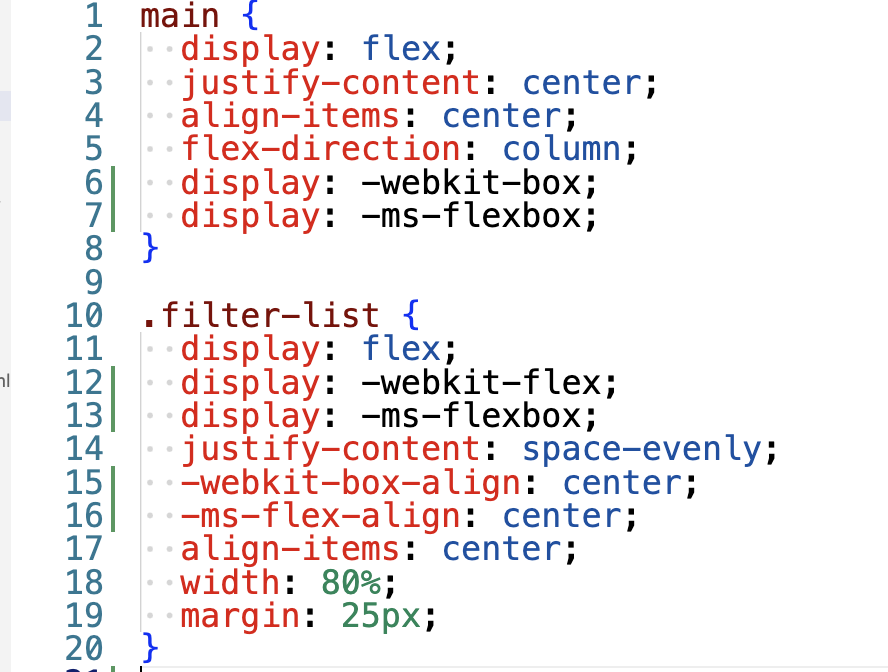 1 main {
2 display: flex;
3 justify-content: center;
4 align-items: center;
5 flex-direction: column;
6 display: -webkit-box;
7 display: -ms-flexbox;
8 }
9
10 .filter-list {
11 display: flex;
12 display: -webkit-flex;
13 display: -ms-flexbox;
14 justify-content: space-evenly;
15 -webkit-box-align: center;
16 -ms-flex-align: center;
17 align-items: center;
18 width: 80%;
19 margin: 25px;
20 }